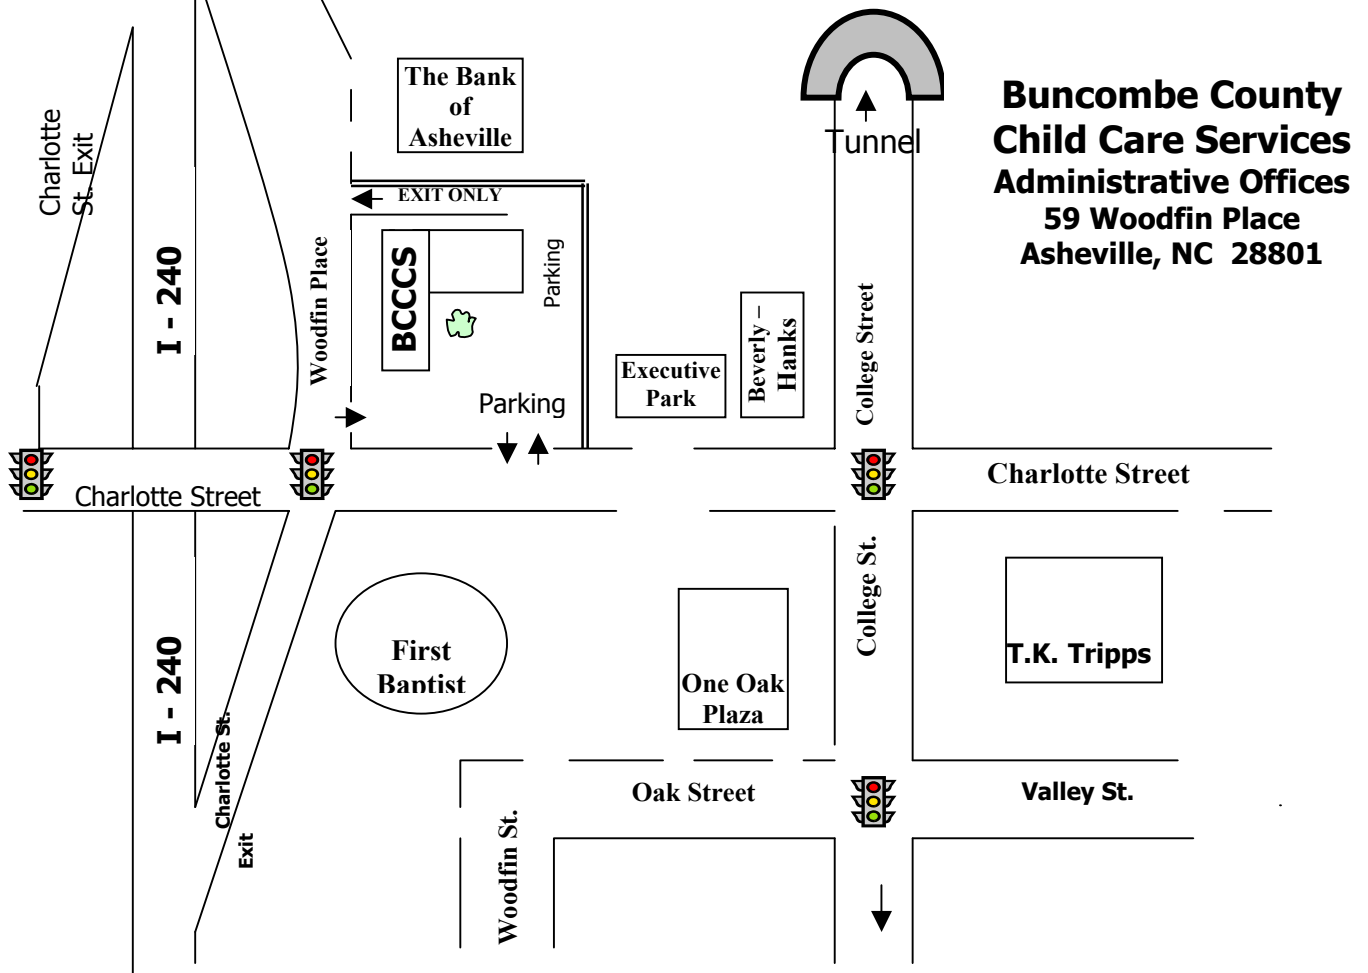 The Bank
of
Asheville
Tunnel
Buncombe County
Child Care Services
Administrative Offices
59 Woodfin Place
Asheville, NC 28801
Charlotte
St. Exit
I - 240
EXIT ONLY
Woodfin Place
BCCCS
Parking
Parking
Executive
Park
Beverly –
Hanks
College Street
Charlotte Street
Charlotte Street
College St.
First
Baptist
One Oak
Plaza
T.K. Tripps
I - 240
Charlotte St.
Exit
Oak Street
Valley St.
Woodfin St.